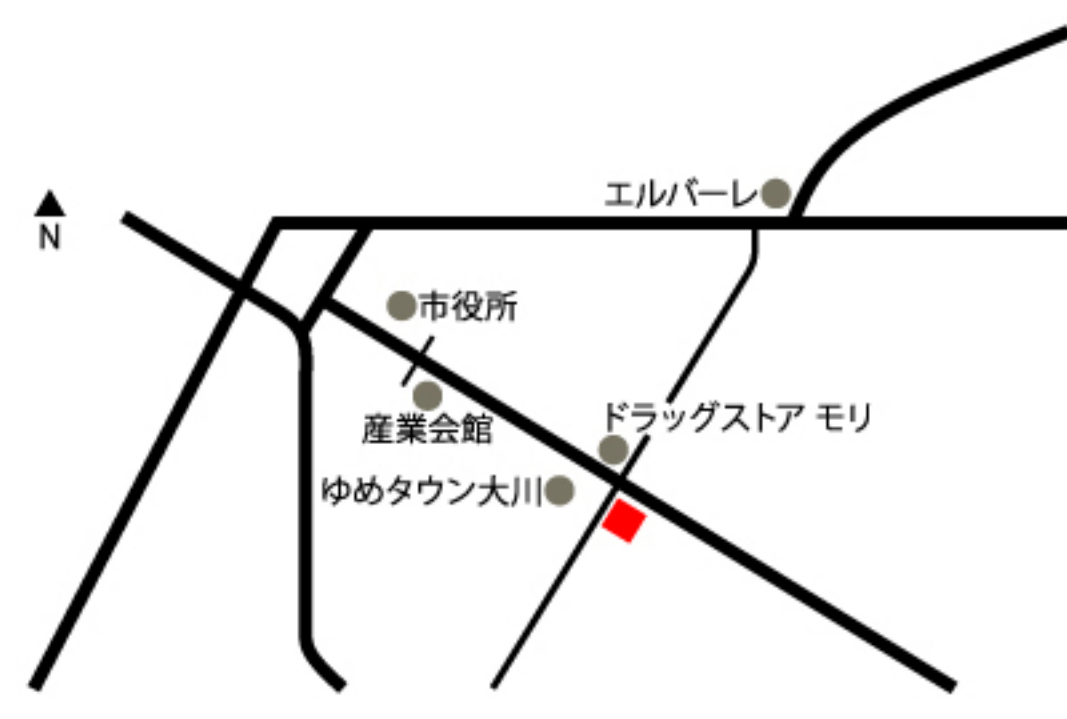 エルバーレ
N
市役所
ドラッグストア モリ
産業会館
ゆめタウン大川